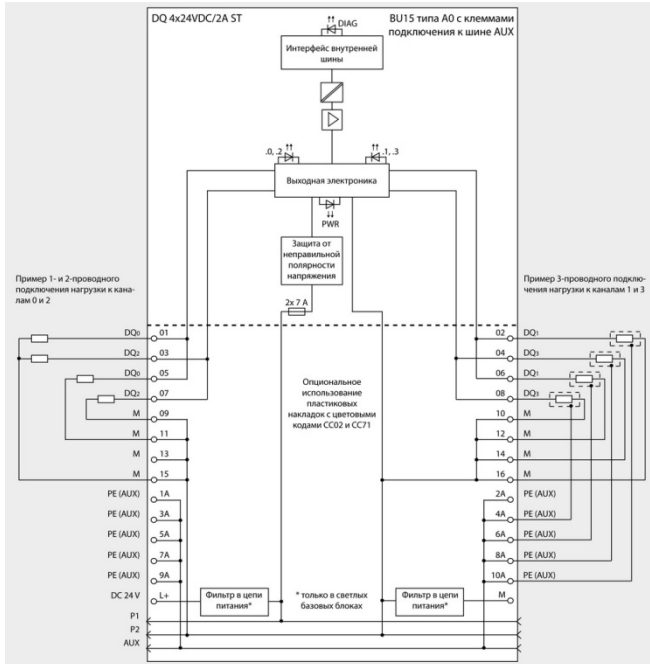 DQ 4x24VDC/2A ST
BU15 типа A0 с клеммами
подключения к шине AUX
DIAG
Интерфейс внутренней
шины
.0, .2
.1, .3
Выходная электроника
PWR
Защита от
неправильной
полярности
напряжения
2x 7 A
Пример 1- и 2-проводного
подключения нагрузки к кана-
лам 0 и 2
Пример 3-проводного подклю-
чения нагрузки к каналам 1 и 3
DQ0 01
02 DQ1
DQ2 03
04 DQ3
DQ0 05
06 DQ1
DQ2 07
08 DQ3
M 09
10 M
M 11
12 M
M 13
14 M
M 15
16 M
Опциональное
использование
пластиковых
накладок с цветовыми
кодами CC02 и CC71
PE (AUX) 1A
2A PE (AUX)
PE (AUX) 3A
4A PE (AUX)
PE (AUX) 5A
6A PE (AUX)
PE (AUX) 7A
8A PE (AUX)
PE (AUX) 9A
10A PE (AUX)
DC 24 V L+
Фильтр в цепи
питания*
* только в светлых
базовых блоках
Фильтр в цепи
питания*
M
P1
P2
AUX